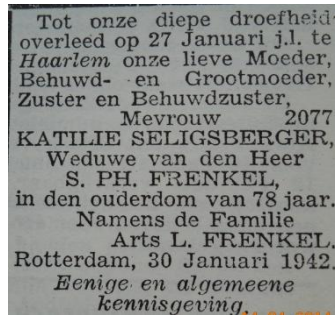 Tot onze diepe droefheid
overleed op 27 Januari j.l. te
Haarlem onze lieve Moeder,
Behuwd- en Grootmoeder,
Zuster en Behuwdzuster,
Mevrouw 2077
KATILIE SELIGSBERGER,
Weduwe van den Heer
S. PH. FRENKEL,
in den ouderdom van 78 jaar.
Namens de Familie
Arts L. FRENKEL.
Rotterdam, 30 Januari 1942.
Eenige en algemeene
kennisgeving.